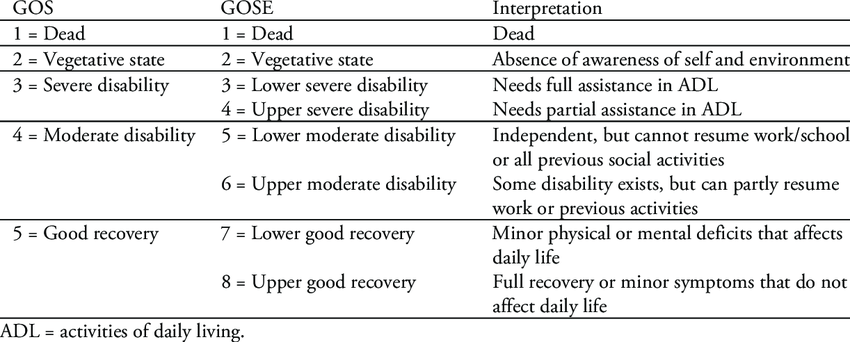 GOS GOSE Interpretation
1 = Dead 1 = Dead Dead
2 = Vegetative state 2 = Vegetative state Absence of awareness of self and environment
3 = Severe disability 3 = Lower severe disability Needs full assistance in ADL
4 = Upper severe disability Needs partial assistance in ADL
4 = Moderate disability 5 = Lower moderate disability Independent, but cannot resume work/school
or all previous social activities
6 = Upper moderate disability Some disability exists, but can partly resume
work or previous activities
5 = Good recovery 7 = Lower good recovery Minor physical or mental deficits that affects
daily life
8 = Upper good recovery Full recovery or minor symptoms that do not
affect daily life
ADL = activities of daily living.